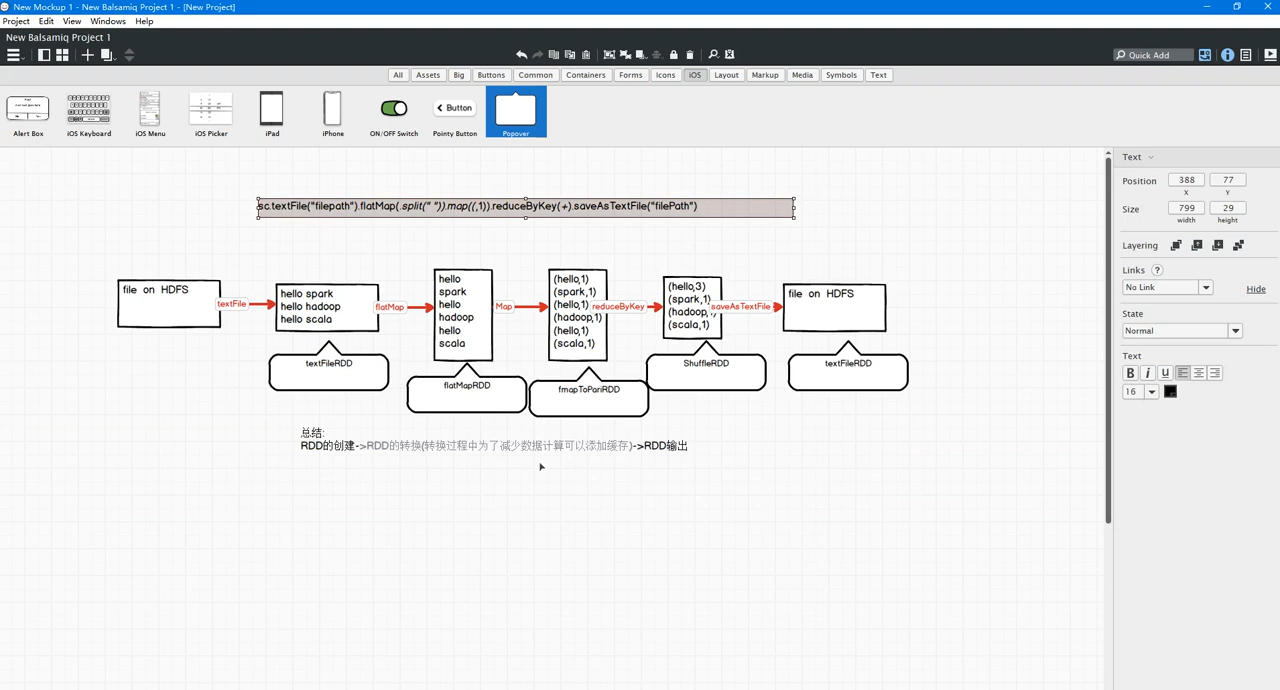 New Mockup 1 - New Balsamiq Project 1 - [New Project]
Project Edit View Windows Help
New Balsamiq Project 1
Quick Add
All Assets Big Buttons Common Containers Forms Icons iOS Layout Markup Media Symbols Text
Button
Alert Box iOS Keyboard iOS Menu iOS Picker iPad iPhone ON/OFF Switch Pointy Button Popover
sc.textFile("filepath").flatMap(.split(" ")).map((,1)).reduceByKey(+).saveAsTextFile("filePath")
file on HDFS
textFile
hello spark
hello hadoop
hello scala
flatMap
hello
spark
hello
hadoop
hello
scala
Map
(hello,1)
(spark,1)
(hello,1)
(hadoop,1)
(hello,1)
(scala,1)
reduceByKey
(hello,3)
(spark,1)
(hadoop,1)
(scala,1)
saveAsTextFile
file on HDFS
textFileRDD
flatMapRDD
fmapToPariRDD
ShuffleRDD
textFileRDD
总结:
RDD的创建->RDD的转换(转换过程中为了减少数据计算可以添加缓存)->RDD输出
Text
Position 388 77
X Y
Size 799 29
width height
Layering
Links ?
No Link Hide
State
Normal
Text
B i U
16